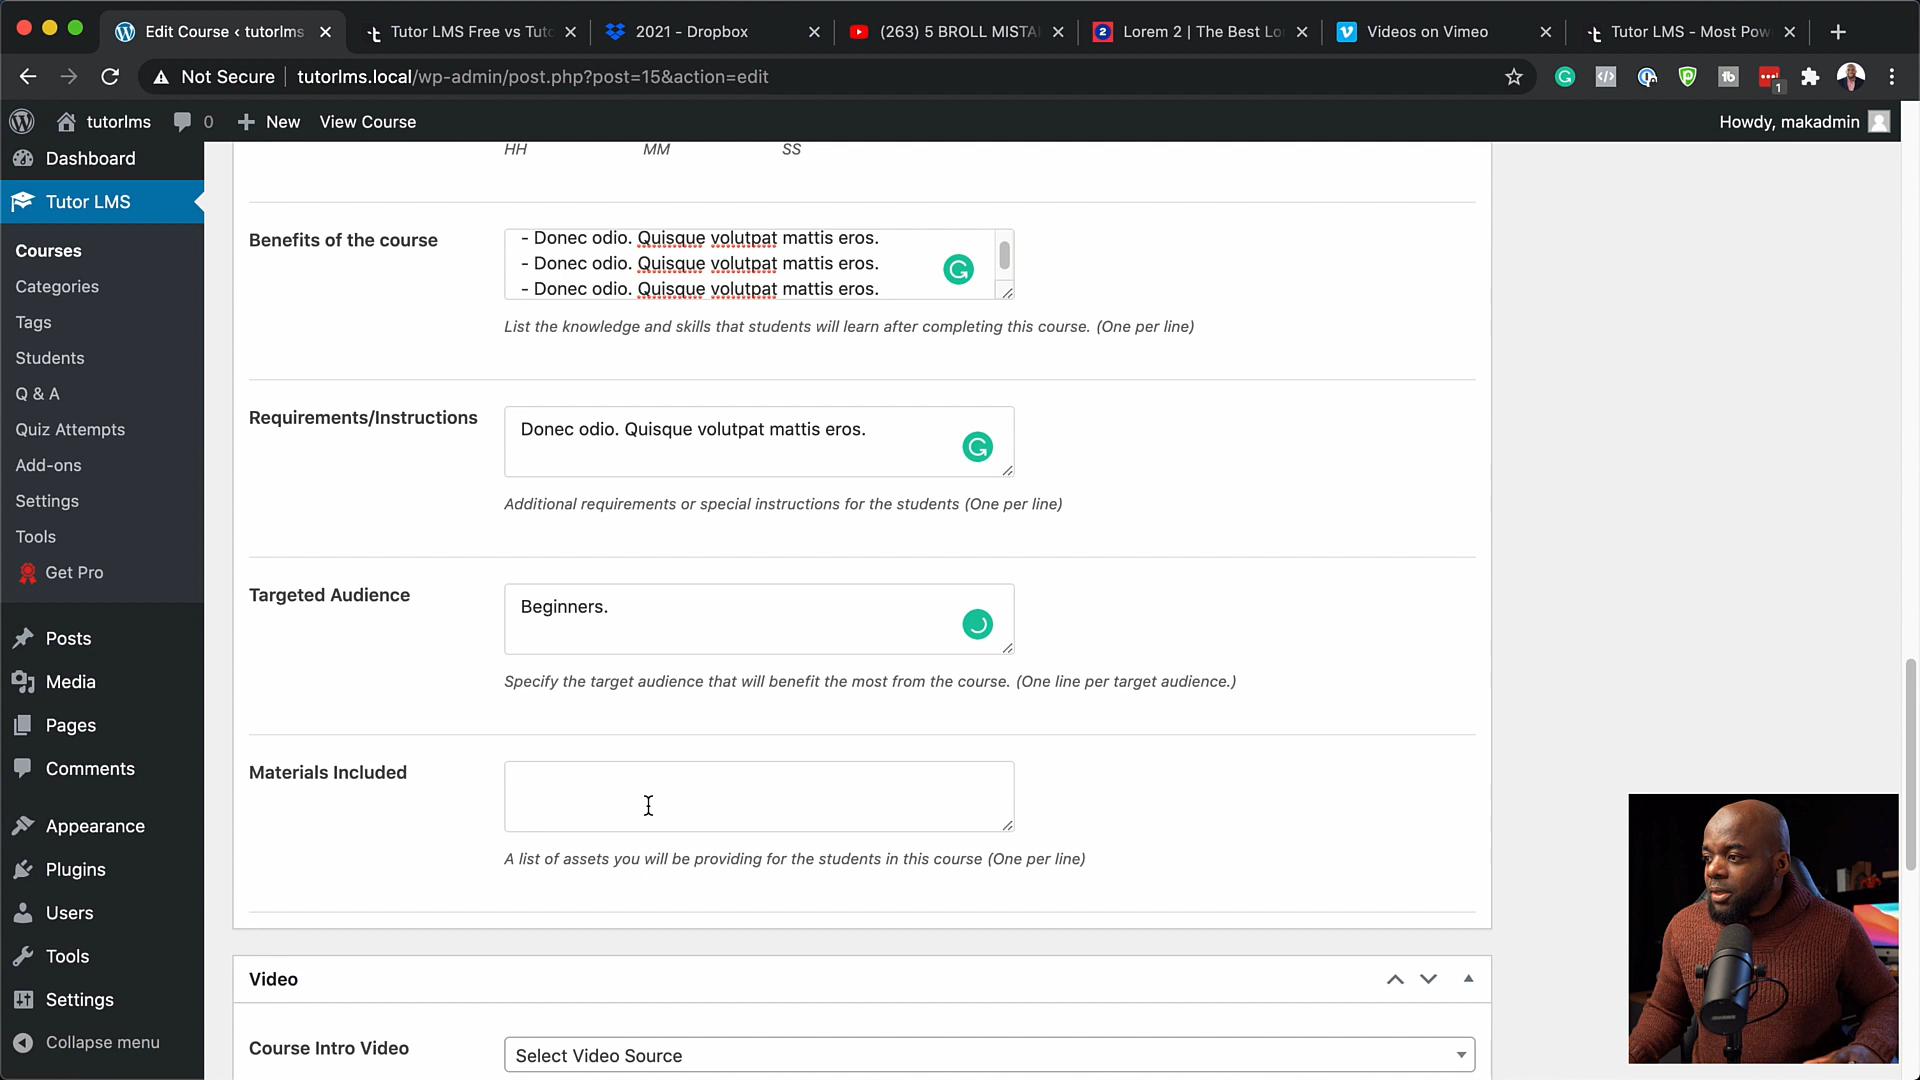 Edit Course ‹ tutorlms
Tutor LMS Free vs Tuto
2021 - Dropbox
(263) 5 BROLL MISTA
Lorem 2 | The Best Lo
Videos on Vimeo
Tutor LMS - Most Pow
Not Secure
tutorlms.local/wp-admin/post.php?post=15&action=edit
1
tutorlms
0
New
View Course
Howdy, makadmin
Dashboard
Tutor LMS
Courses
Categories
Tags
Students
Q & A
Quiz Attempts
Add-ons
Settings
Tools
Get Pro
Posts
Media
Pages
Comments
Appearance
Plugins
Users
Tools
Settings
Collapse menu
HH MM SS
Benefits of the course
- Donec odio. Quisque volutpat mattis eros.
- Donec odio. Quisque volutpat mattis eros.
- Donec odio. Quisque volutpat mattis eros.
List the knowledge and skills that students will learn after completing this course. (One per line)
Requirements/Instructions
Donec odio. Quisque volutpat mattis eros.
Additional requirements or special instructions for the students (One per line)
Targeted Audience
Beginners.
Specify the target audience that will benefit the most from the course. (One line per target audience.)
Materials Included
A list of assets you will be providing for the students in this course (One per line)
Video
Course Intro Video
Select Video Source